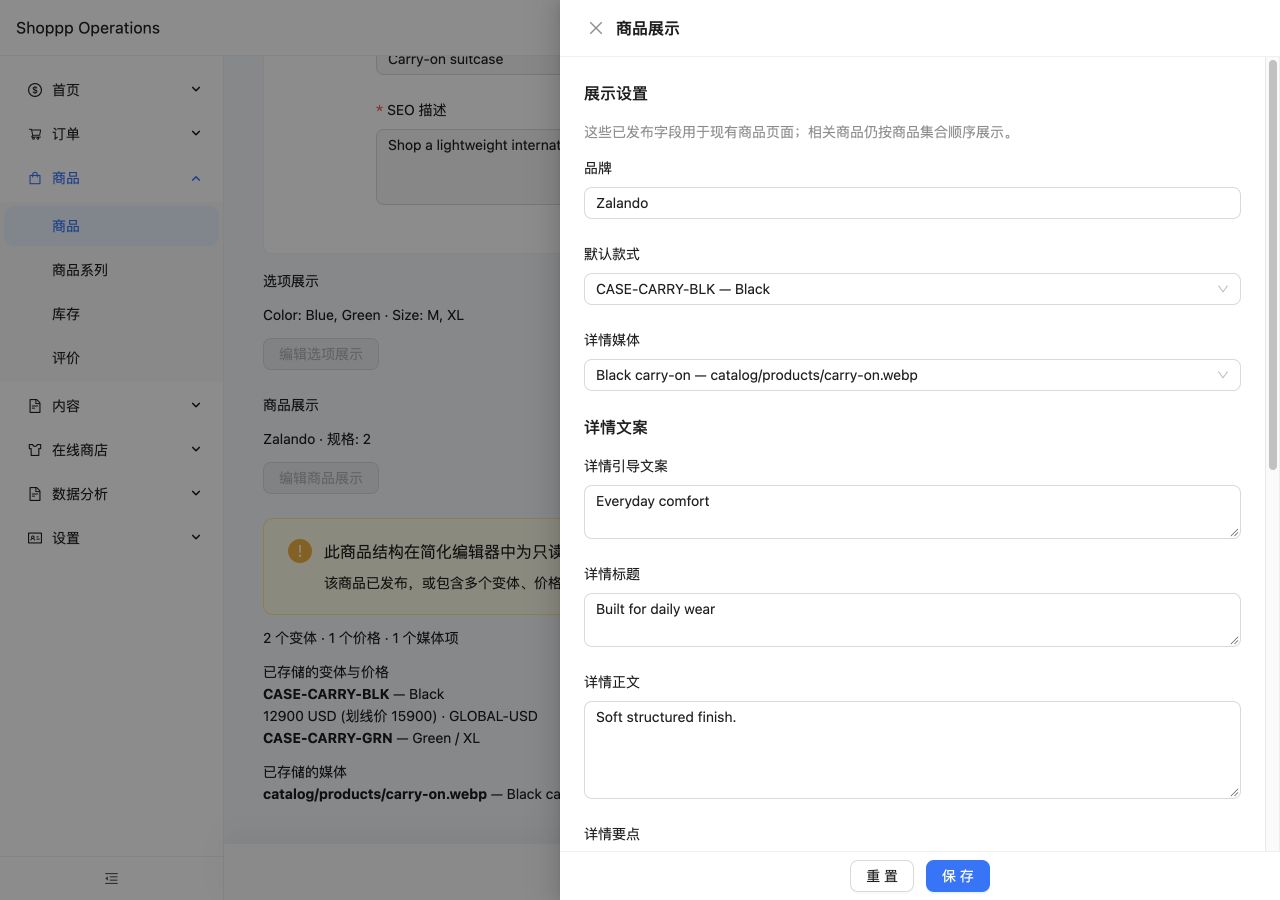 Shoppp Operations
首页
订单
商品
商品
商品系列
库存
评价
内容
在线商店
数据分析
设置
Carry-on suitcase
* SEO 描述
Shop a lightweight internat
选项展示
Color: Blue, Green · Size: M, XL
编辑选项展示
商品展示
Zalando · 规格: 2
编辑商品展示
此商品结构在简化编辑器中为只读
该商品已发布，或包含多个变体、价格
2 个变体 · 1 个价格 · 1 个媒体项
已存储的变体与价格
CASE-CARRY-BLK — Black
12900 USD (划线价 15900) · GLOBAL-USD
CASE-CARRY-GRN — Green / XL
已存储的媒体
catalog/products/carry-on.webp — Black ca
商品展示
展示设置
这些已发布字段用于现有商品页面；相关商品仍按商品集合顺序展示。
品牌
Zalando
默认款式
CASE-CARRY-BLK — Black
详情媒体
Black carry-on — catalog/products/carry-on.webp
详情文案
详情引导文案
Everyday comfort
详情标题
Built for daily wear
详情正文
Soft structured finish.
详情要点
重 置
保 存